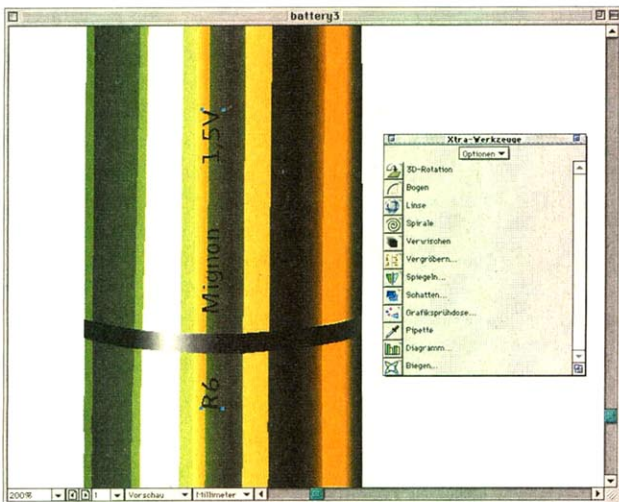 battery3
1,5V
Mignon
R6
Xtra-Werkzeuge
Optionen
3D-Rotation
Bogen
Linse
Spirale
Verwischen
Vergröbern...
Spiegeln...
Schatten...
Grafiksprühdose...
Pipette
Diagramm...
Biegen...
200% 1 Vorschau Millimeter